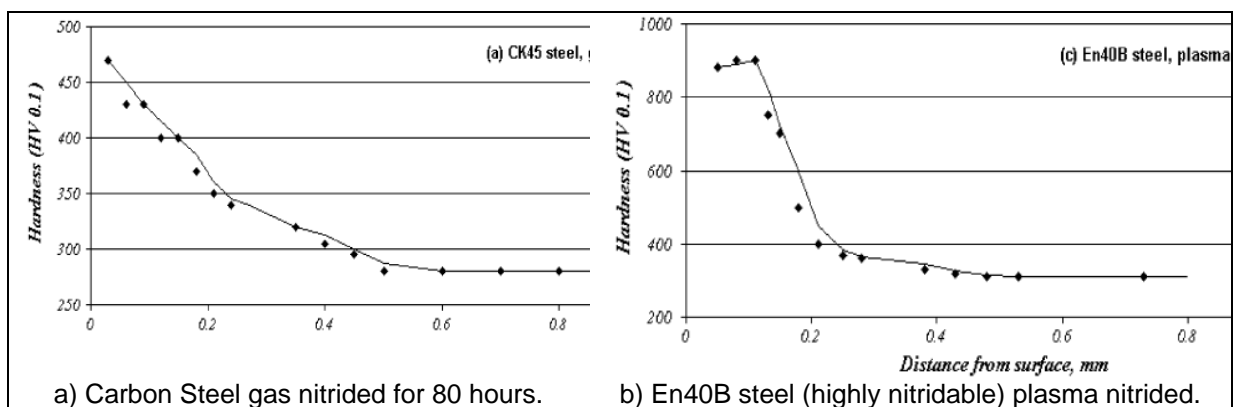 500
(a) CK45 steel, g
450
400
350
300
250
Hardness (HV 0.1)
0 0.2 0.4 0.6 0.8
1000
(c) En40B steel, plasma
800
600
400
200
Hardness (HV 0.1)
0 0.2 0.4 0.6 0.8
Distance from surface, mm
a) Carbon Steel gas nitrided for 80 hours.
b) En40B steel (highly nitridable) plasma nitrided.